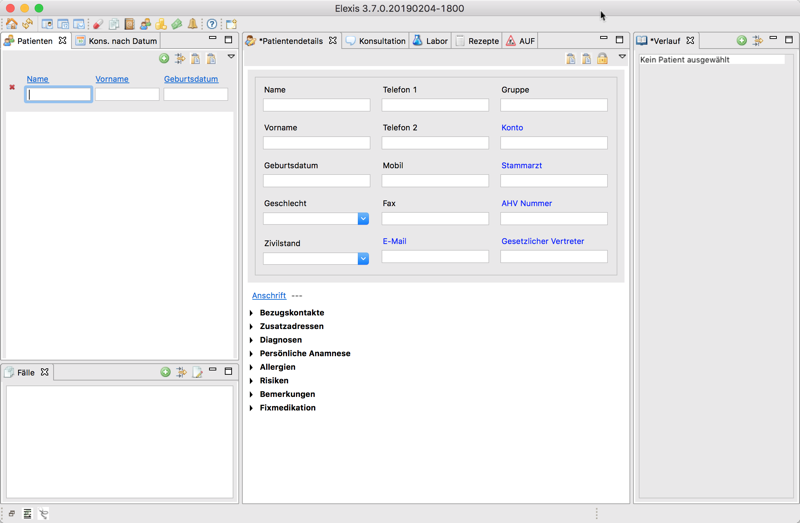 Elexis 3.7.0.20190204-1800
Patienten
Kons. nach Datum
Name Vorname Geburtsdatum
Fälle
*Patientendetails
Konsultation
Labor
Rezepte
AUF
Name Telefon 1 Gruppe
Vorname Telefon 2 Konto
Geburtsdatum Mobil Stammarzt
Geschlecht Fax AHV Nummer
Zivilstand E-Mail Gesetzlicher Vertreter
Anschrift ---
Bezugskontakte
Zusatzadressen
Diagnosen
Persönliche Anamnese
Allergien
Risiken
Bemerkungen
Fixmedikation
*Verlauf
Kein Patient ausgewählt